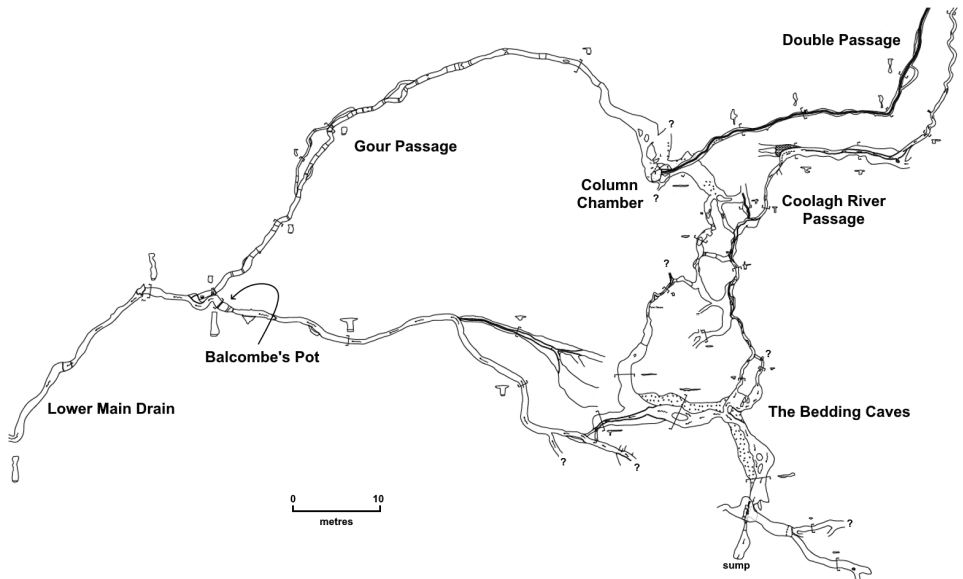 Double Passage
?
Gour Passage
Column
Chamber
?
Coolagh River
Passage
?
Balcombe's Pot
?
Lower Main Drain
The Bedding Caves
?
?
0 10
metres
?
sump